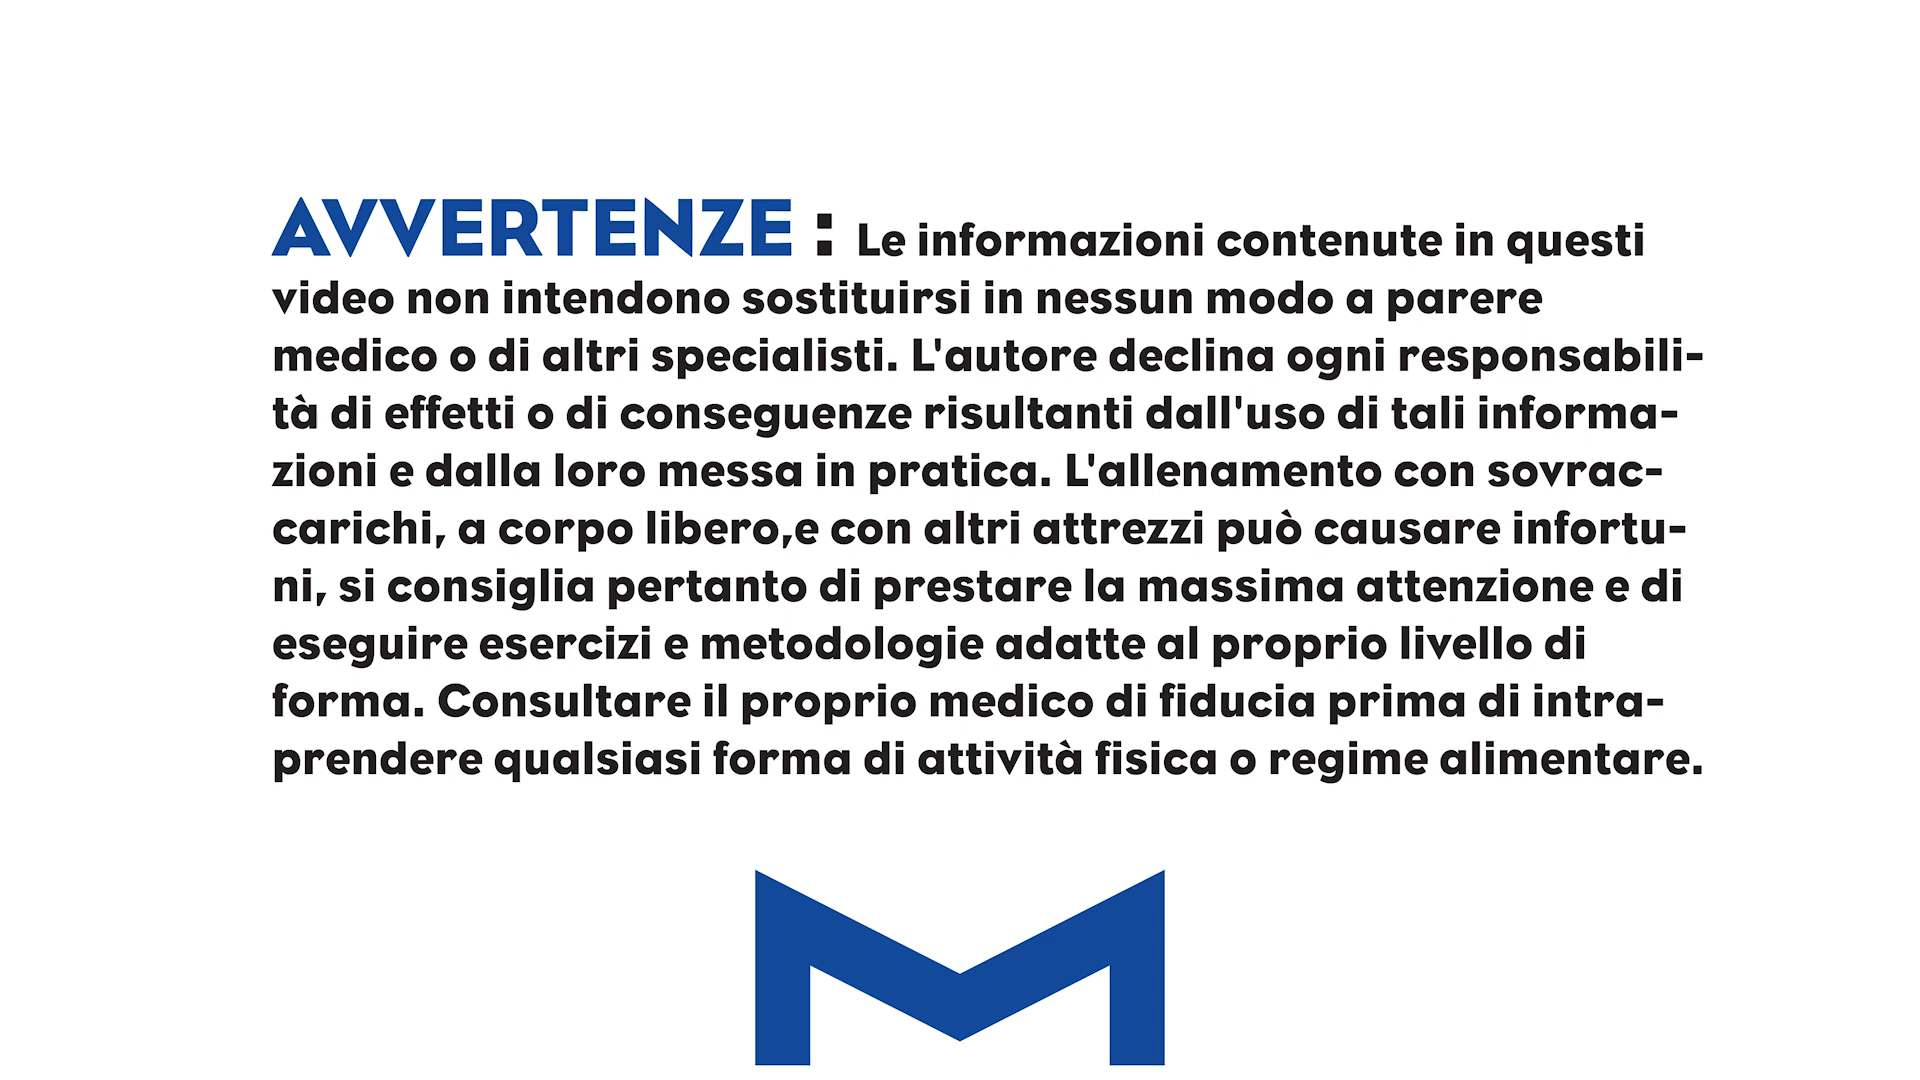 AVVERTENZE : Le informazioni contenute in questi
video non intendono sostituirsi in nessun modo a parere
medico o di altri specialisti. L'autore declina ogni responsabili-
tà di effetti o di conseguenze risultanti dall'uso di tali informa-
zioni e dalla loro messa in pratica. L'allenamento con sovrac-
carichi, a corpo libero,e con altri attrezzi può causare infortu-
ni, si consiglia pertanto di prestare la massima attenzione e di
eseguire esercizi e metodologie adatte al proprio livello di
forma. Consultare il proprio medico di fiducia prima di intra-
prendere qualsiasi forma di attività fisica o regime alimentare.
M